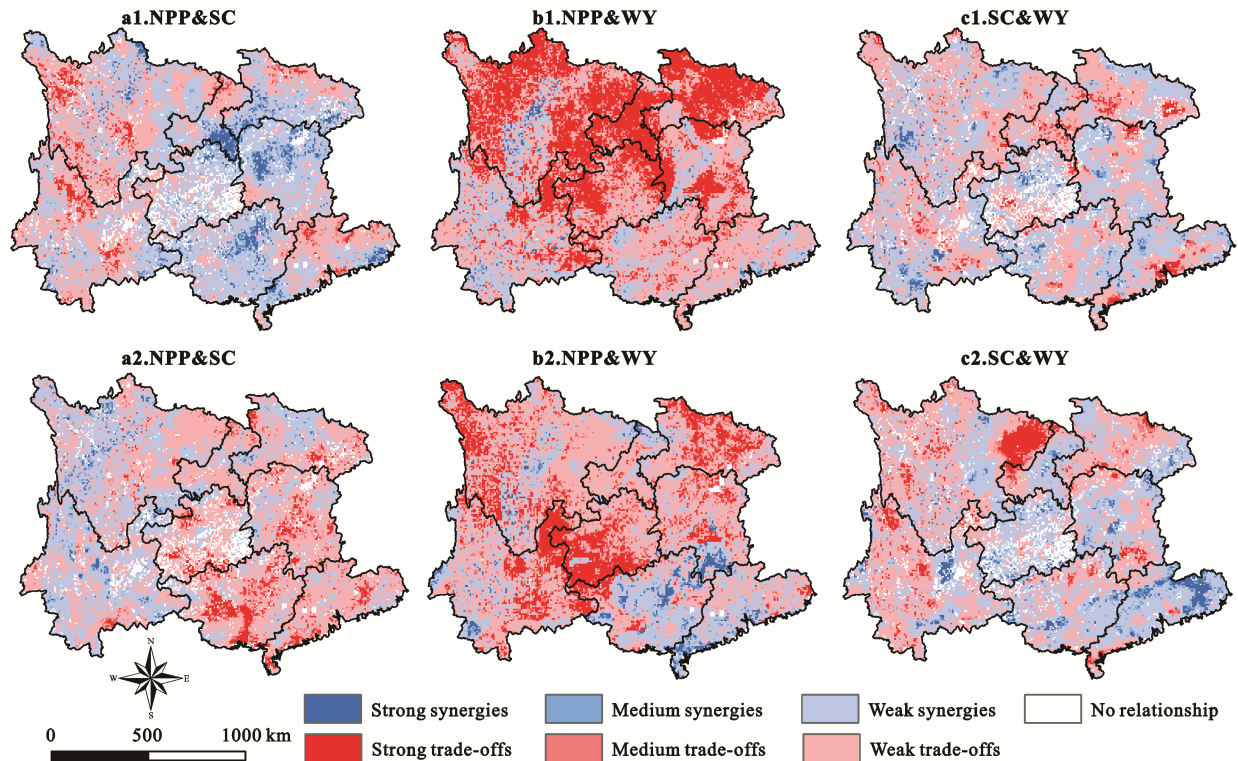 a1.NPP&SC
b1.NPP&WY
c1.SC&WY
a2.NPP&SC
b2.NPP&WY
c2.SC&WY
N
W
E
S
0 500 1000 km
Strong synergies
Medium synergies
Weak synergies
No relationship
Strong trade-offs
Medium trade-offs
Weak trade-offs